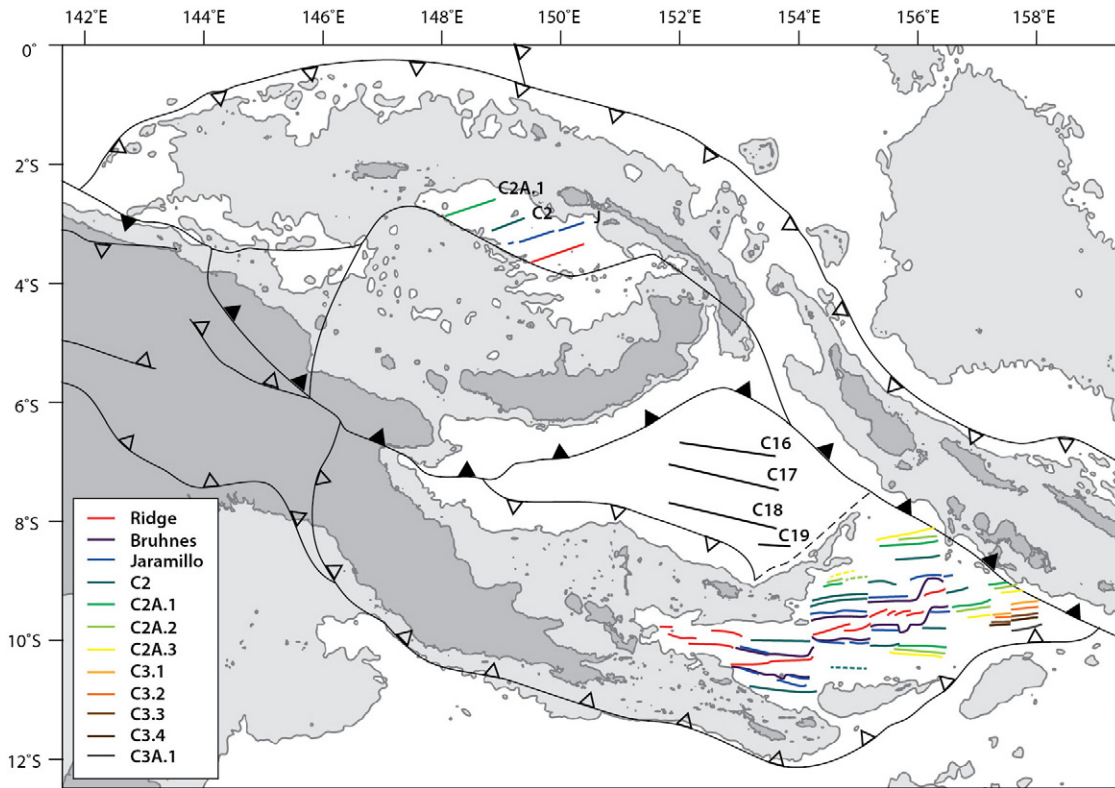 142°E 144°E 146°E 148°E 150°E 152°E 154°E 156°E 158°E
0°
2°S
4°S
6°S
8°S
10°S
12°S
C2A.1
C2
J
C16
C17
C18
C19
Ridge
Bruhnes
Jaramillo
C2
C2A.1
C2A.2
C2A.3
C3.1
C3.2
C3.3
C3.4
C3A.1